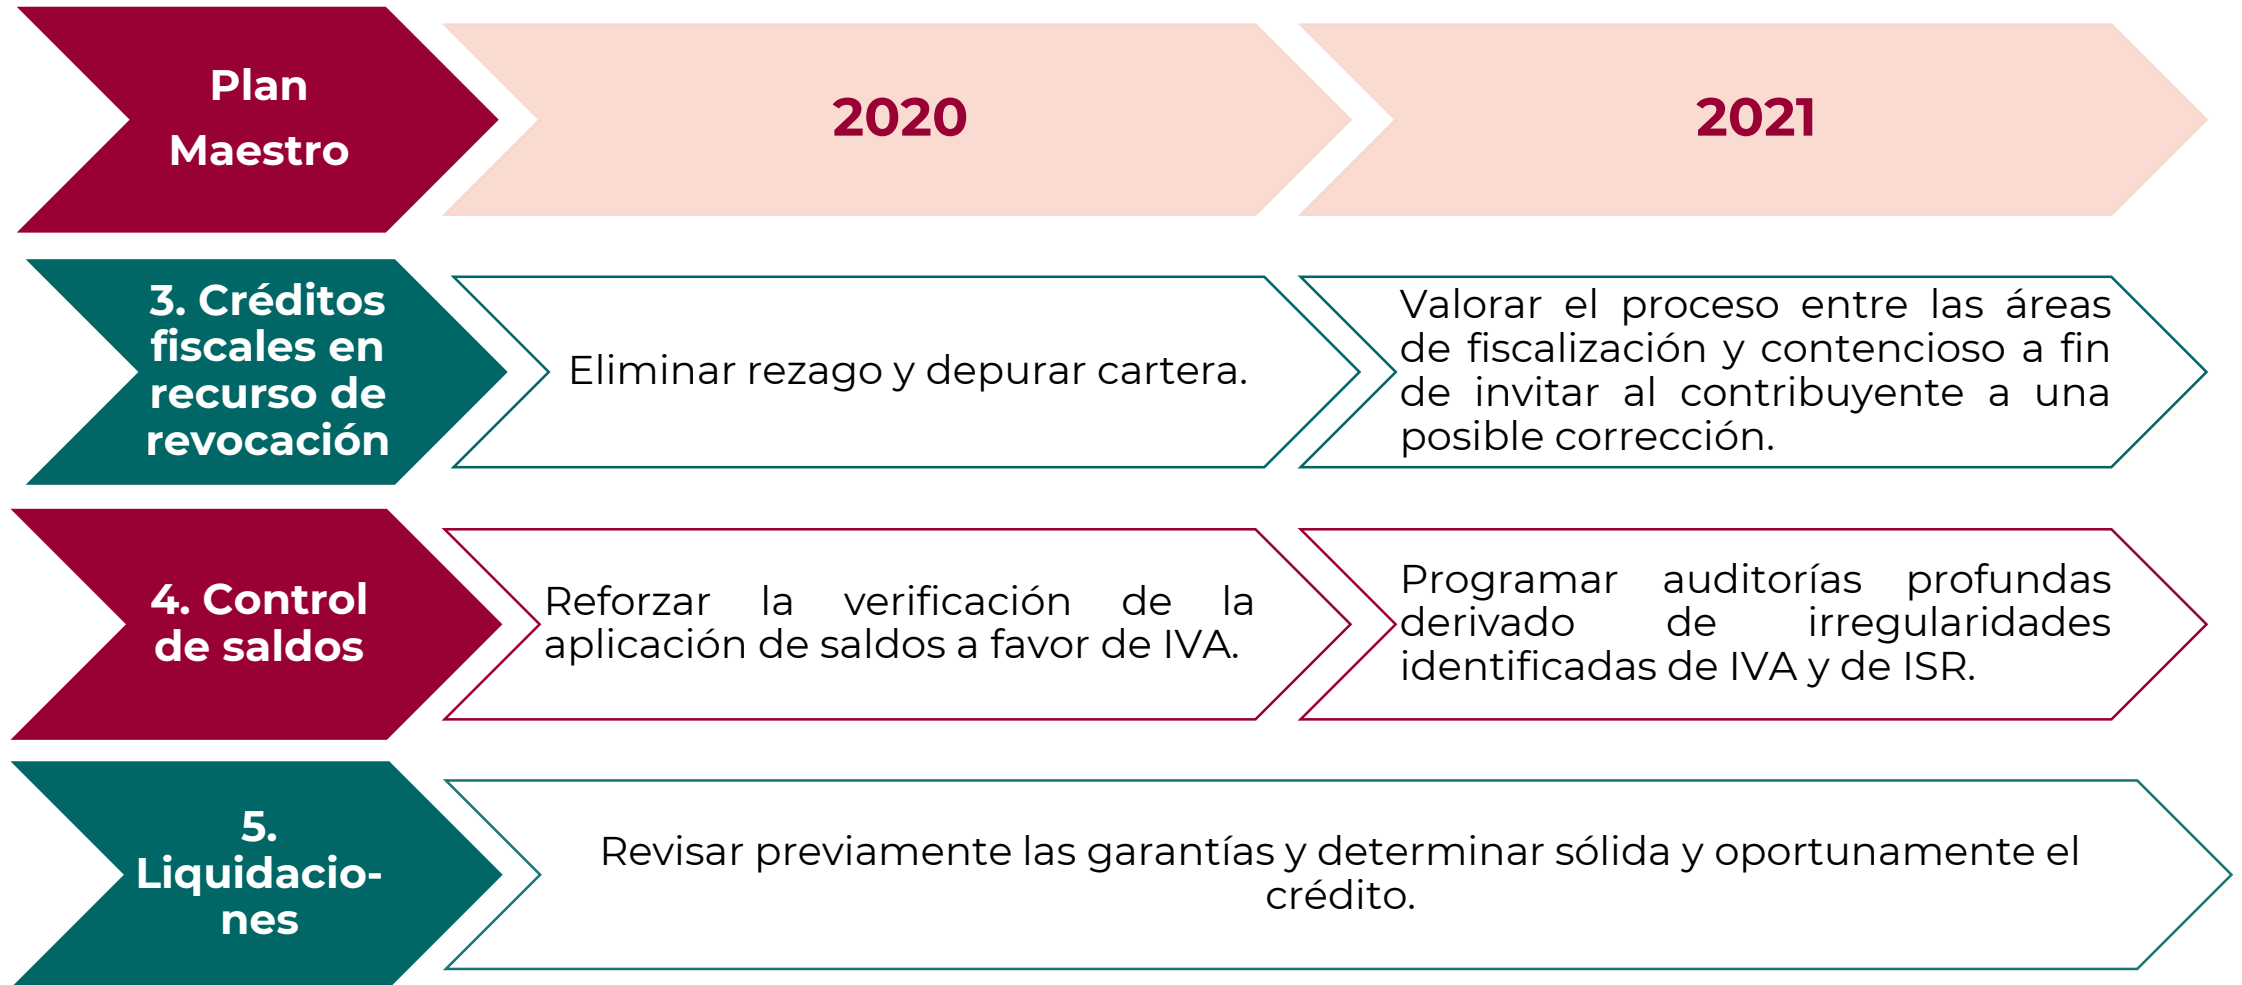 Plan
Maestro
2020
2021
3. Créditos
fiscales en
recurso de
revocación
Eliminar rezago y depurar cartera.
Valorar el proceso entre las áreas
de fiscalización y contencioso a fin
de invitar al contribuyente a una
posible corrección.
4. Control
de saldos
Reforzar la verificación de la
aplicación de saldos a favor de IVA.
Programar auditorías profundas
derivado de irregularidades
identificadas de IVA y de ISR.
5.
Liquidacio-
nes
Revisar previamente las garantías y determinar sólida y oportunamente el
crédito.